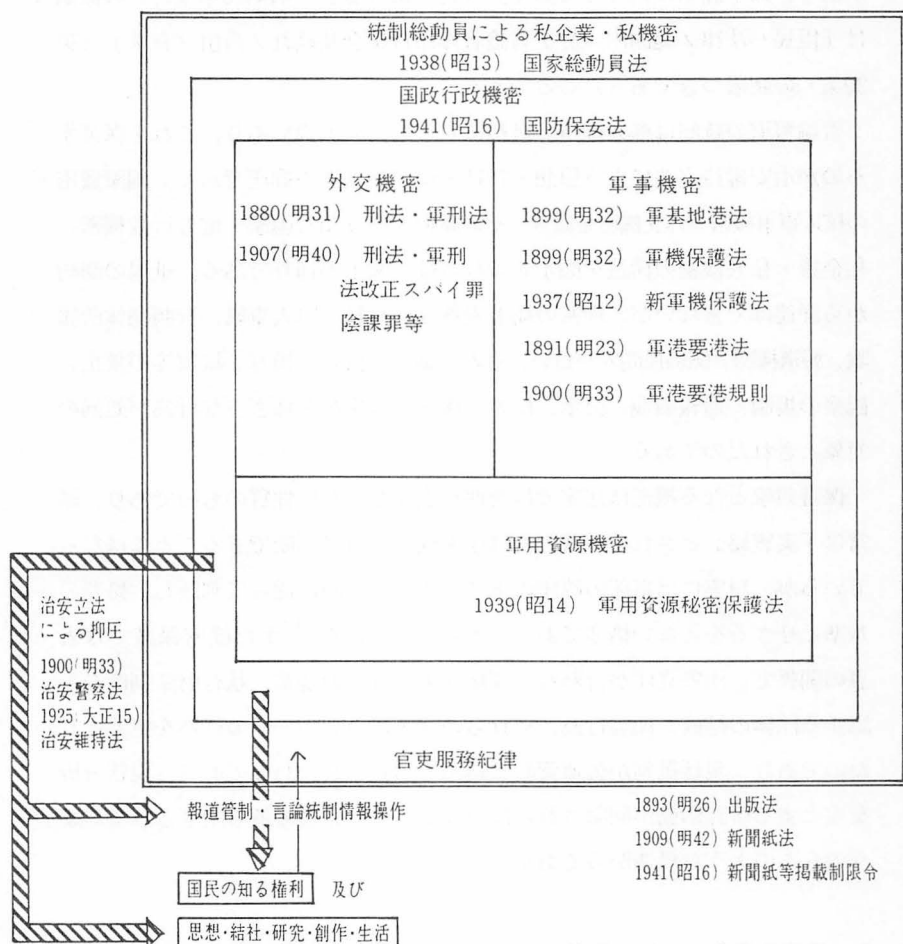 統制総動員による私企業・私機密
1938(昭13) 国家総動員法
国政行政機密
1941(昭16) 国防保安法
外交機密
1880(明31) 刑法・軍刑法
1907(明40) 刑法・軍刑
法改正スパイ罪
陰謀罪等
軍事機密
1899(明32) 軍基地港法
1899(明32) 軍機保護法
1937(昭12) 新軍機保護法
1891(明23) 軍港要港法
1900(明33) 軍港要港規則
軍用資源機密
1939(昭14) 軍用資源秘密保護法
治安立法
による抑圧
1900(明33)
治安警察法
1925(大正15)
治安維持法
官吏服務紀律
報道管制・言論統制情報操作
国民の知る権利 及び
思想・結社・研究・創作・生活
1893(明26) 出版法
1909(明42) 新聞紙法
1941(昭16) 新聞紙等掲載制限令